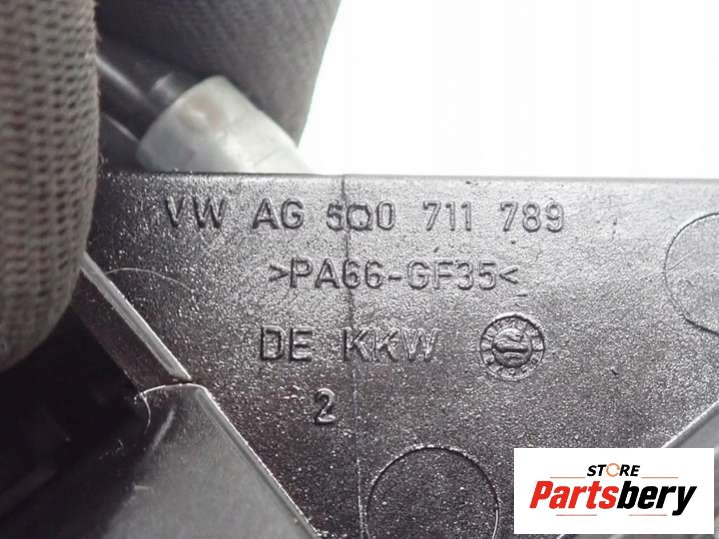 VW AG 5Q0 711 789
>PA66-GF35<
DE KKW
2
STORE
Partsbery